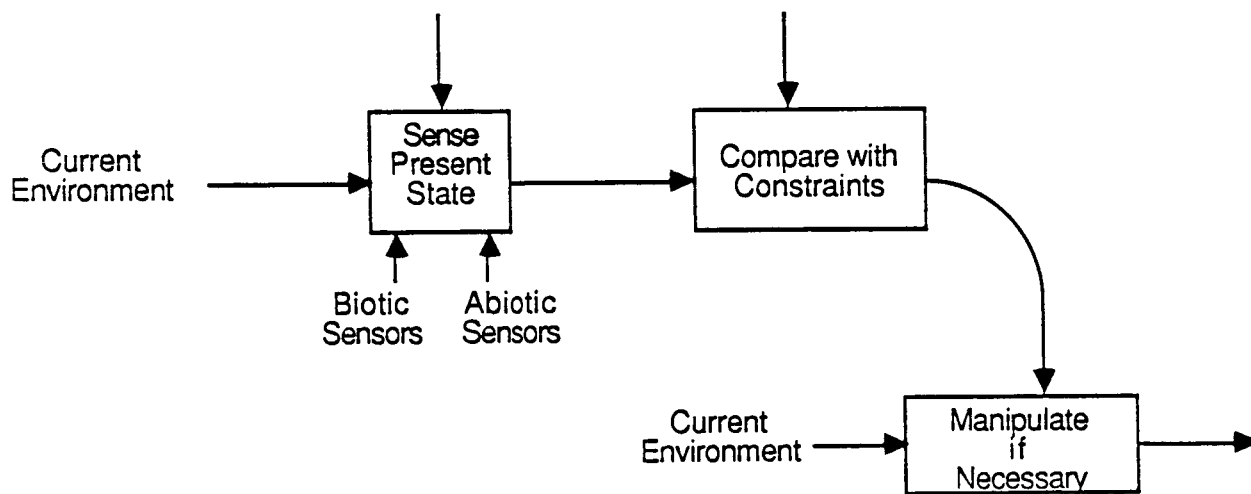 Sense
Present
State
Current
Environment
Compare with
Constraints
Biotic
Sensors
Abiotic
Sensors
Current
Environment
Manipulate
if
Necessary